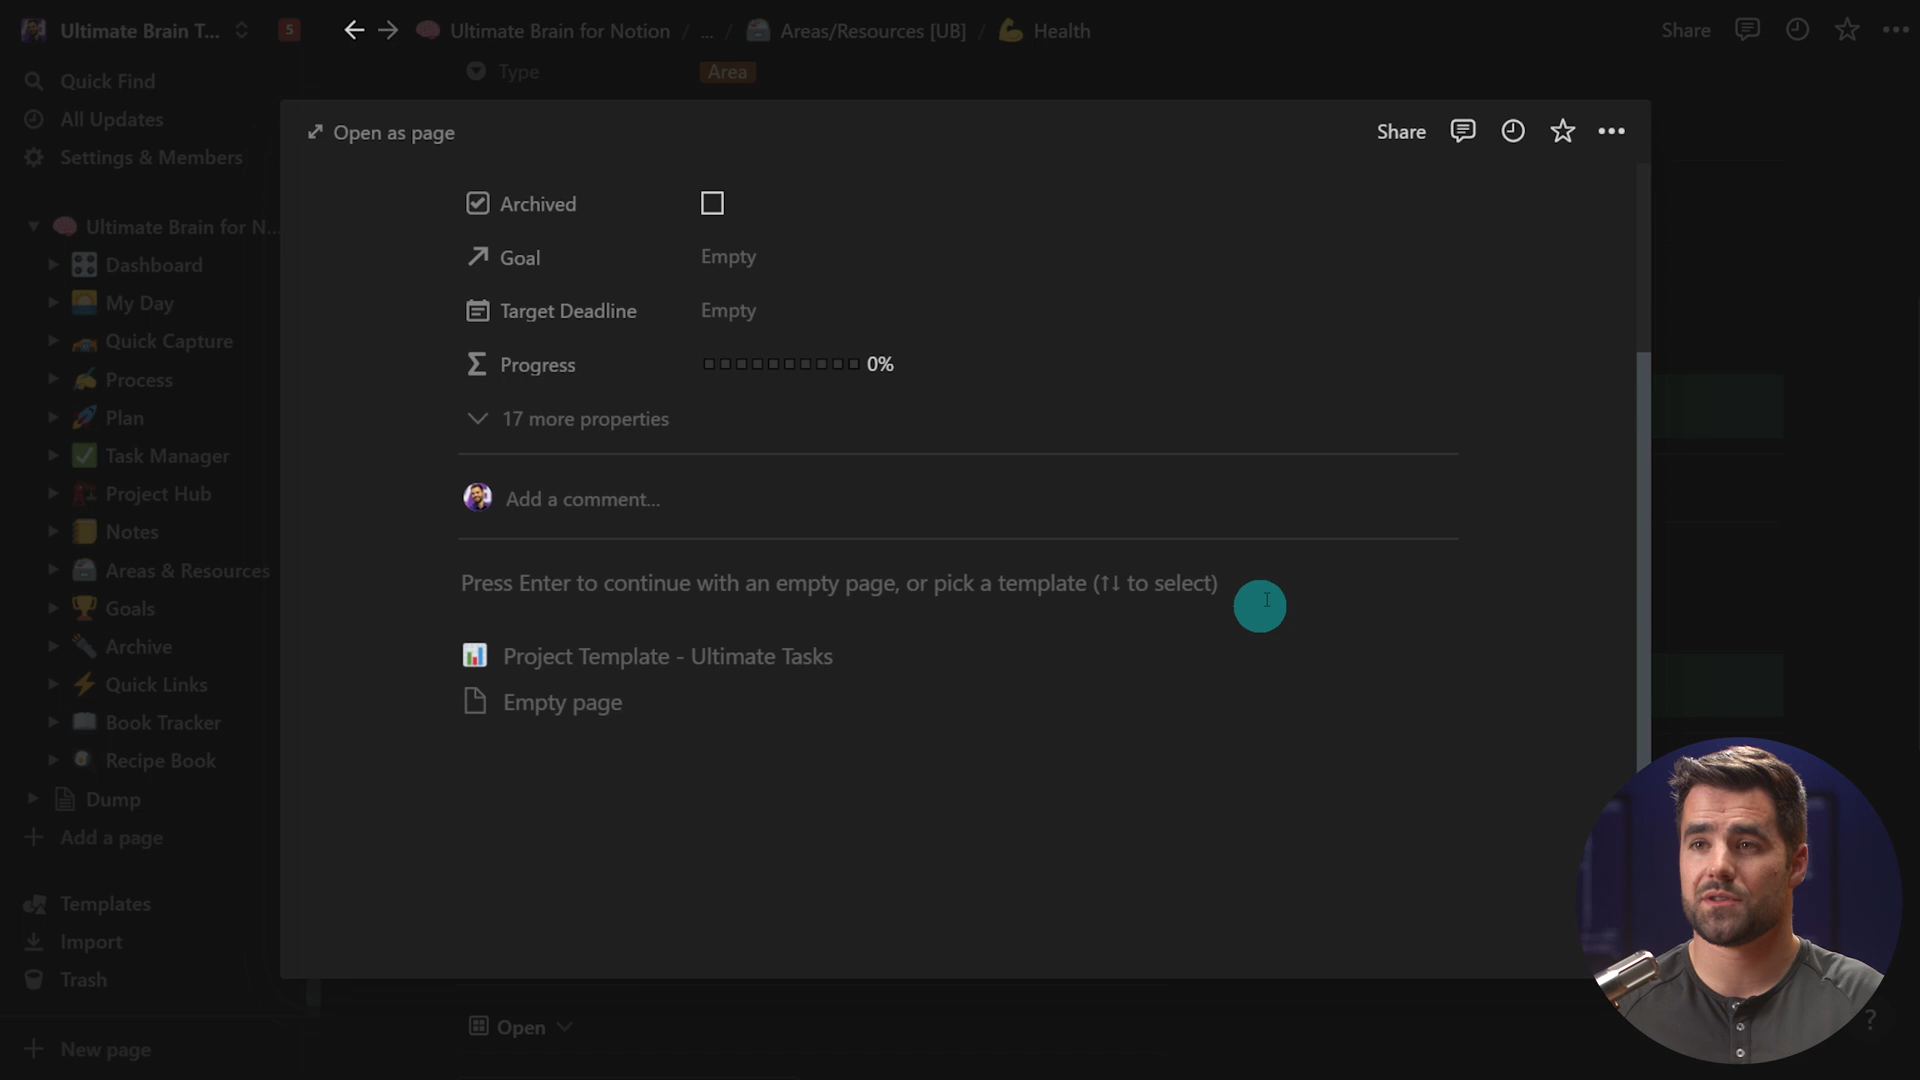 Ultimate Brain T...
5
Ultimate Brain for Notion / ... / Areas/Resources [UB] / Health
Share
Quick Find
All Updates
Settings & Members
Ultimate Brain for N...
Dashboard
My Day
Quick Capture
Process
Plan
Task Manager
Project Hub
Notes
Areas & Resources
Goals
Archive
Quick Links
Book Tracker
Recipe Book
Dump
Add a page
Templates
Import
Trash
New page
Type Area
Open as page
Share
Archived
Goal Empty
Target Deadline Empty
Progress 0%
17 more properties
Add a comment...
Press Enter to continue with an empty page, or pick a template (↑↓ to select)
Project Template - Ultimate Tasks
Empty page
Open
?